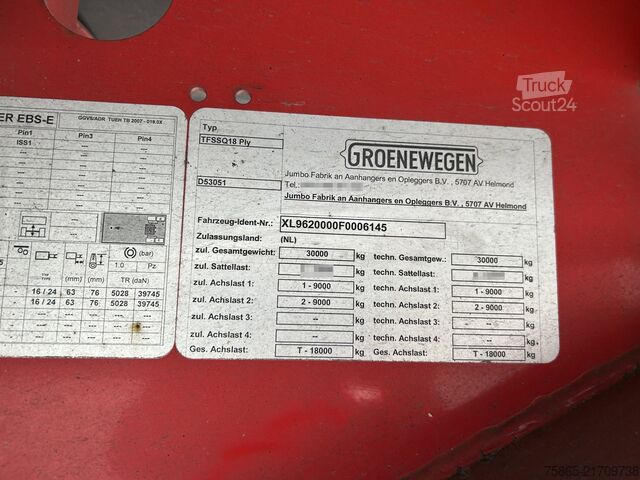 Truck
Scout24
ER EBS-E
GGVS/ADR TUEH TB 2007 - 019.0X
Pin1 Pin3 Pin4
ISS1
(bar)
1.0 Pz
TYPE (mm) (mm) TR (daN)
16 / 24 63 76 5028 39745
16 / 24 63 76 5028 39745
Typ
TFSSQ18 Ply
D53051
GROENEWEGEN
Jumbo Fabrik an Aanhangers en Opleggers B.V. , 5707 AV Helmond
Tel.:
Jumbo Fabrik an Aanhangers en Opleggers B.V. , 5707 AV Helmond
Fahrzeug-Ident-Nr.: XL9620000F0006145
Zulassungsland: (NL)
zul. Gesamtgewicht: 30000 kg techn. Gesamtgew.: 30000 kg
zul. Sattellast: kg techn. Sattellast: kg
zul. Achslast 1: 1 - 9000 kg techn. Achslast 1: 1 - 9000 kg
zul. Achslast 2: 2 - 9000 kg techn. Achslast 2: 2 - 9000 kg
zul. Achslast 3: -- kg techn. Achslast 3: -- kg
zul. Achslast 4: -- kg techn. Achslast 4: -- kg
Ges. Achslast: T - 18000 kg Ges. Achslast: T - 18000 kg
75865-21709738